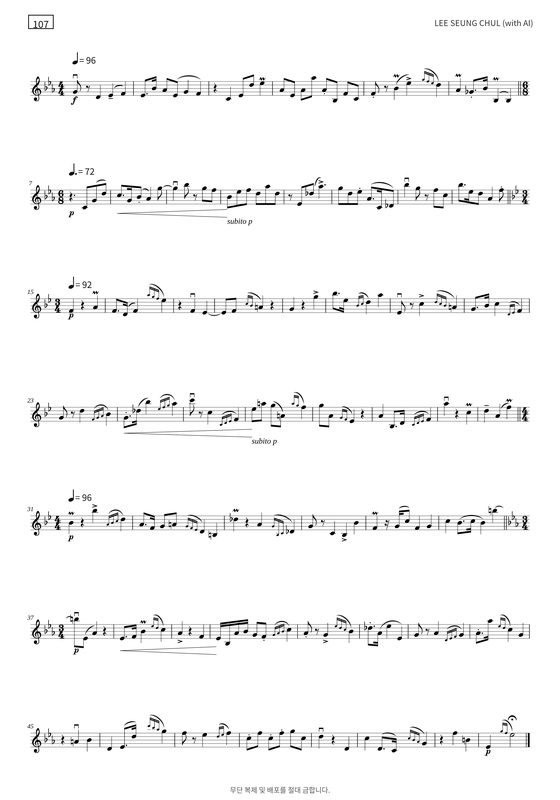 107
LEE SEUNG CHUL (with AI)
= 96
f
7
= 72
p
subito p
15
= 92
p
23
subito p
31
= 96
p
37
p
45
p
무단 복제 및 배포를 절대 금합니다.